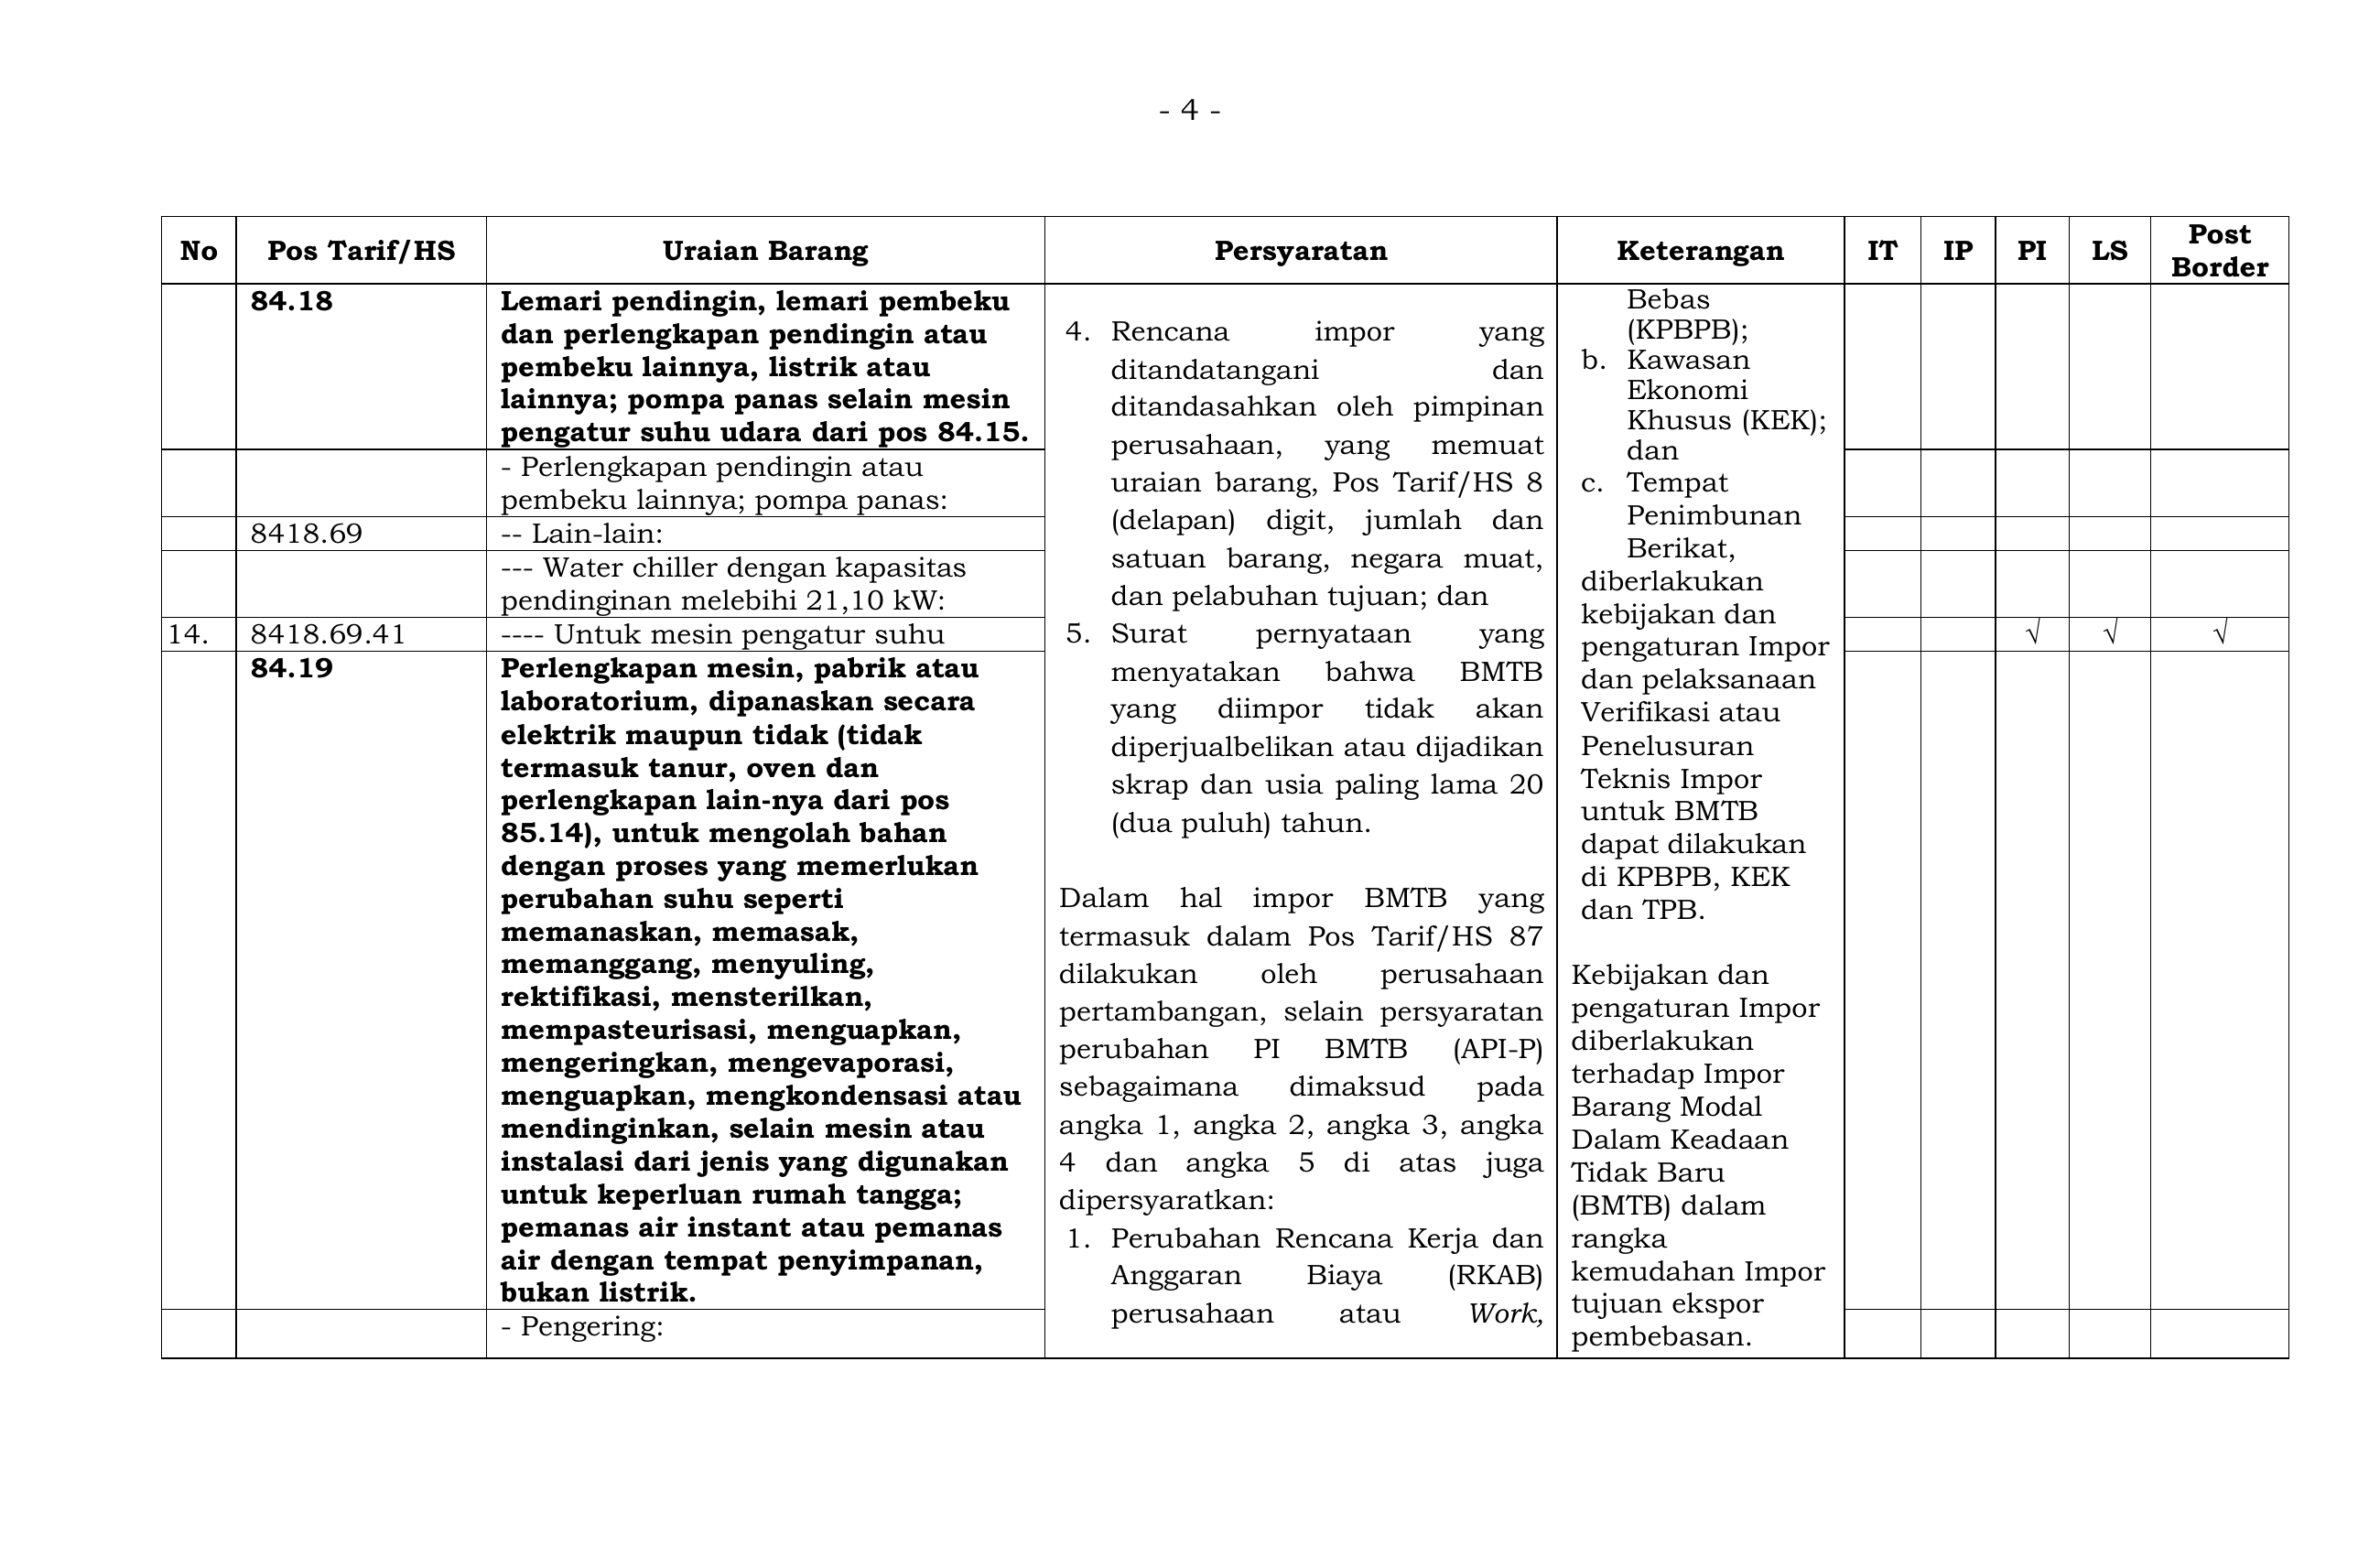 - 4 -
No
Pos Tarif/HS
Uraian Barang
Persyaratan
Keterangan
IT
IP
PI
LS
Post
Border
84.18
Lemari pendingin, lemari pembeku
dan perlengkapan pendingin atau
pembeku lainnya, listrik atau
lainnya; pompa panas selain mesin
pengatur suhu udara dari pos 84.15.
- Perlengkapan pendingin atau
pembeku lainnya; pompa panas:
8418.69
-- Lain-lain:
--- Water chiller dengan kapasitas
pendinginan melebihi 21,10 kW:
14.
8418.69.41
---- Untuk mesin pengatur suhu
√
√
√
84.19
Perlengkapan mesin, pabrik atau
laboratorium, dipanaskan secara
elektrik maupun tidak (tidak
termasuk tanur, oven dan
perlengkapan lain-nya dari pos
85.14), untuk mengolah bahan
dengan proses yang memerlukan
perubahan suhu seperti
memanaskan, memasak,
memanggang, menyuling,
rektifikasi, mensterilkan,
mempasteurisasi, menguapkan,
mengeringkan, mengevaporasi,
menguapkan, mengkondensasi atau
mendinginkan, selain mesin atau
instalasi dari jenis yang digunakan
untuk keperluan rumah tangga;
pemanas air instant atau pemanas
air dengan tempat penyimpanan,
bukan listrik.
- Pengering:
4. Rencana impor yang
ditandatangani dan
ditandasahkan oleh pimpinan
perusahaan, yang memuat
uraian barang, Pos Tarif/HS 8
(delapan) digit, jumlah dan
satuan barang, negara muat,
dan pelabuhan tujuan; dan
5. Surat pernyataan yang
menyatakan bahwa BMTB
yang diimpor tidak akan
diperjualbelikan atau dijadikan
skrap dan usia paling lama 20
(dua puluh) tahun.
Dalam hal impor BMTB yang
termasuk dalam Pos Tarif/HS 87
dilakukan oleh perusahaan
pertambangan, selain persyaratan
perubahan PI BMTB (API-P)
sebagaimana dimaksud pada
angka 1, angka 2, angka 3, angka
4 dan angka 5 di atas juga
dipersyaratkan:
1. Perubahan Rencana Kerja dan
Anggaran Biaya (RKAB)
perusahaan atau Work,
Bebas
(KPBPB);
b. Kawasan
Ekonomi
Khusus (KEK);
dan
c. Tempat
Penimbunan
Berikat,
diberlakukan
kebijakan dan
pengaturan Impor
dan pelaksanaan
Verifikasi atau
Penelusuran
Teknis Impor
untuk BMTB
dapat dilakukan
di KPBPB, KEK
dan TPB.
Kebijakan dan
pengaturan Impor
diberlakukan
terhadap Impor
Barang Modal
Dalam Keadaan
Tidak Baru
(BMTB) dalam
rangka
kemudahan Impor
tujuan ekspor
pembebasan.